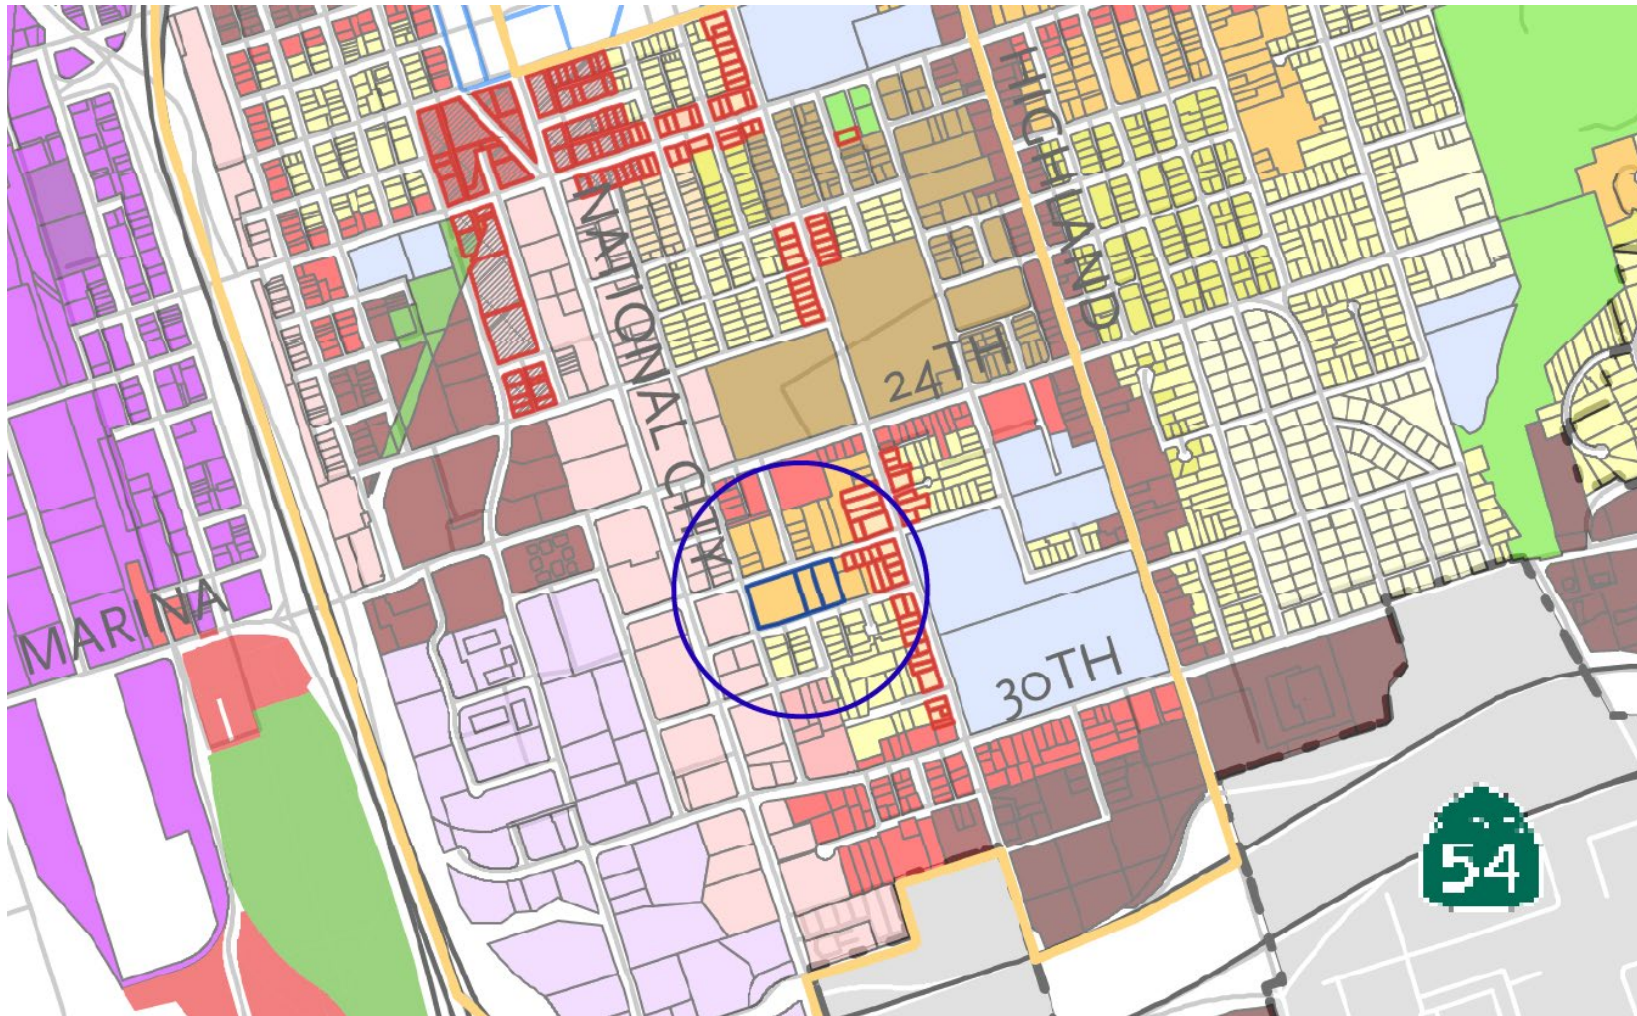 HIGHLAND
NATIONAL CITY
24TH
MARINA
30TH
54